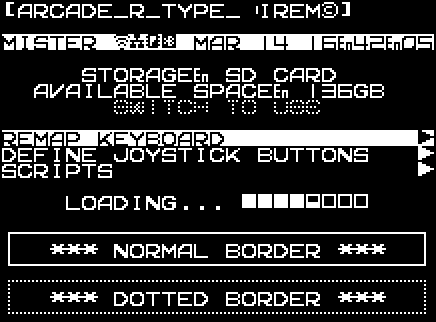 [ARCADE_R_TYPE_ IREM©]
MISTER MAR 14 16:42:05
STORAGE: SD CARD
AVAILABLE SPACE: 136GB
SWITCH TO USB
REMAP KEYBOARD ►
DEFINE JOYSTICK BUTTONS ►
SCRIPTS ►
LOADING...
*** NORMAL BORDER ***
*** DOTTED BORDER ***